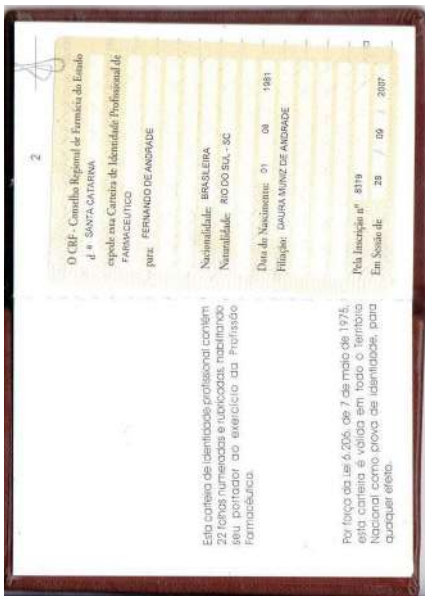 Esta carteira de identidade profissional contém
22 folhas numeradas e rubricadas, habilitando
seu portador ao exercício da Profissão
Farmacêutica.
Por força da Lei 6.206, de 7 de maio de 1975,
esta carteira é válida em todo o Território
Nacional como prova de identidade, para
qualquer efeito.
2
O CRF - Conselho Regional de Farmácia do Estado
d e SANTA CATARINA
expede esta Carteira de Identidade Profissional de
FARMACEUTICO
para: FERNANDO DE ANDRADE
Nacionalidade: BRASILEIRA
Naturalidade: RIO DO SUL - SC
Data do Nascimento: 01 08 1981
Filiação: DAURA MUNIZ DE ANDRADE
Pela Inscrição nº 8319
Em Sessão de 28 / 09 / 2007